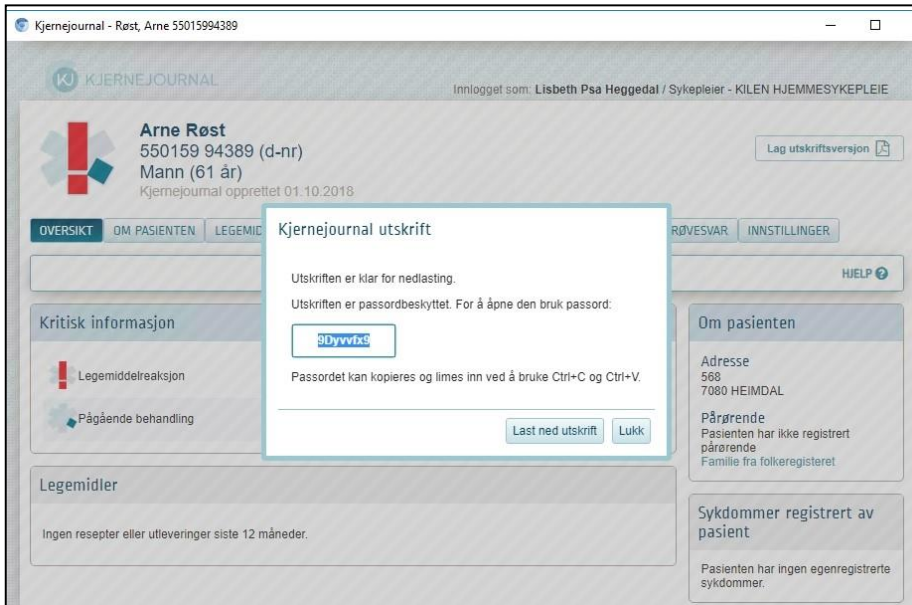 Kjernejournal - Røst, Arne 55015994389
KJ KJERNEJOURNAL
Innlogget som: Lisbeth Psa Heggedal / Sykepleier - KILEN HJEMMESYKEPLEIE
Arne Røst
550159 94389 (d-nr)
Mann (61 år)
Kjernejournal opprettet 01.10.2018
Lag utskriftsversjon
OVERSIKT OM PASIENTEN LEGEMID RØVESVAR INNSTILLINGER
HJELP
Kjernejournal utskrift
Utskriften er klar for nedlasting.
Utskriften er passordbeskyttet. For å åpne den bruk passord:
9Dyvvfx9
Passordet kan kopieres og limes inn ved å bruke Ctrl+C og Ctrl+V.
Last ned utskrift Lukk
Kritisk informasjon
Legemiddelreaksjon
Pågående behandling
Legemidler
Ingen resepter eller utleveringer siste 12 måneder.
Om pasienten
Adresse
568
7080 HEIMDAL
Pårørende
Pasienten har ikke registrert
pårørende
Familie fra folkeregisteret
Sykdommer registrert av
pasient
Pasienten har ingen egenregistrerte
sykdommer.